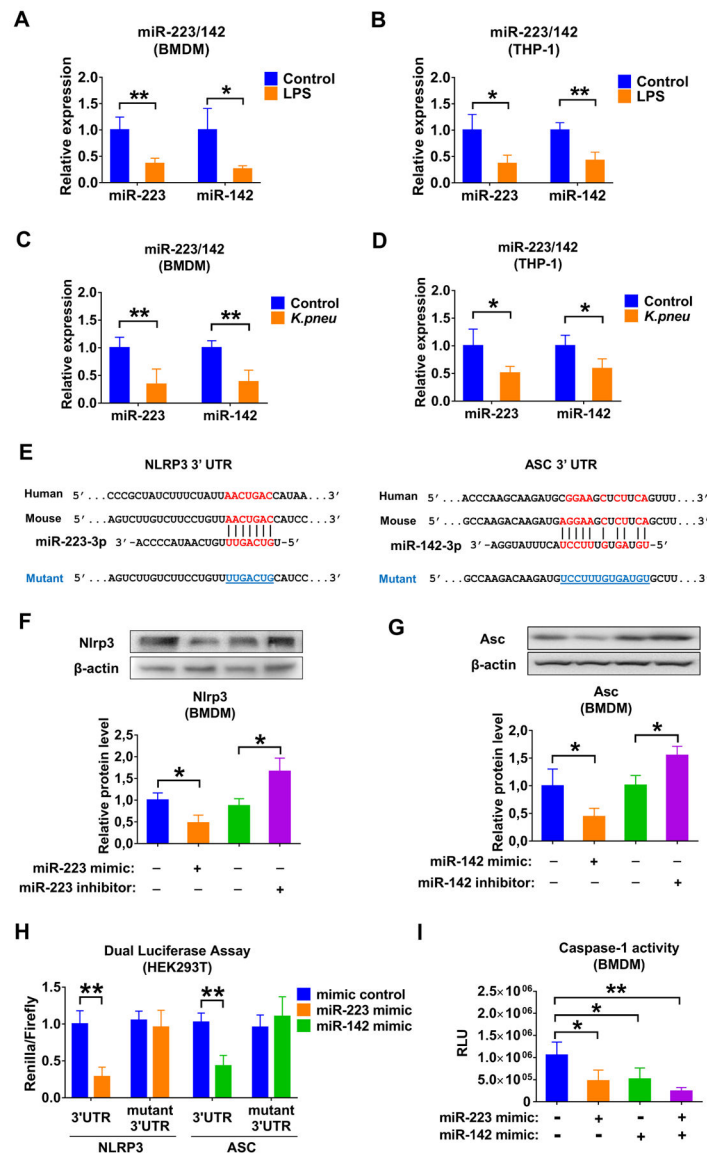 A
miR-223/142
(BMDM)
Relative expression
2.0
1.5
1.0
0.5
0.0
** *
Control
LPS
miR-223 miR-142
B
miR-223/142
(THP-1)
Relative expression
2.0
1.5
1.0
0.5
0.0
* **
Control
LPS
miR-223 miR-142
C
miR-223/142
(BMDM)
Relative expression
2.0
1.5
1.0
0.5
0.0
** **
Control
K.pneu
miR-223 miR-142
D
miR-223/142
(THP-1)
Relative expression
2.0
1.5
1.0
0.5
0.0
* *
Control
K.pneu
miR-223 miR-142
E
NLRP3 3' UTR
Human 5' ...CCCGCUAUCUUUCUAUUAACUGACCAUAA...3'
Mouse 5' ...AGUCUUGUCUUCCUGUUAACUGACCAUCC...3'
miR-223-3p 3'-ACCCCAUAACUGUUUGACUGU-5'
Mutant 5' ...AGUCUUGUCUUCCUGUUUUGACUGCAUCC...3'
ASC 3' UTR
Human 5' ...ACCCAAGCAAGAUGCGGAAGCUCUUCAGUUU...3'
Mouse 5' ...GCCAAGACAAGAUGAGGAAGCUCUUCAGCUU...3'
miR-142-3p 3'-AGGUAUUUCAUCCUUUGUGAUGU-5'
Mutant 5' ...GCCAAGACAAGAUGUCCUUUGUGAUGUGCUU...3'
F
Nlrp3
β-actin
Nlrp3
(BMDM)
Relative protein level
2,5
2,0
1,5
1,0
0,5
0,0
* *
miR-223 mimic: – + – –
miR-223 inhibitor: – – – +
G
Asc
β-actin
Asc
(BMDM)
Relative protein level
2,0
1,5
1,0
0,5
0,0
* *
miR-142 mimic: – + – –
miR-142 inhibitor: – – – +
H
Dual Luciferase Assay
(HEK293T)
Renilla/Firefly
1.5
1.0
0.5
0.0
** **
mimic control
miR-223 mimic
miR-142 mimic
3'UTR mutant 3'UTR 3'UTR mutant 3'UTR
NLRP3 ASC
I
Caspase-1 activity
(BMDM)
RLU
2.5×10⁰⁶
2.0×10⁰⁶
1.5×10⁰⁶
1.0×10⁰⁶
5.0×10⁰⁵
0.0
**
*
*
miR-223 mimic: - + - +
miR-142 mimic: - - + +